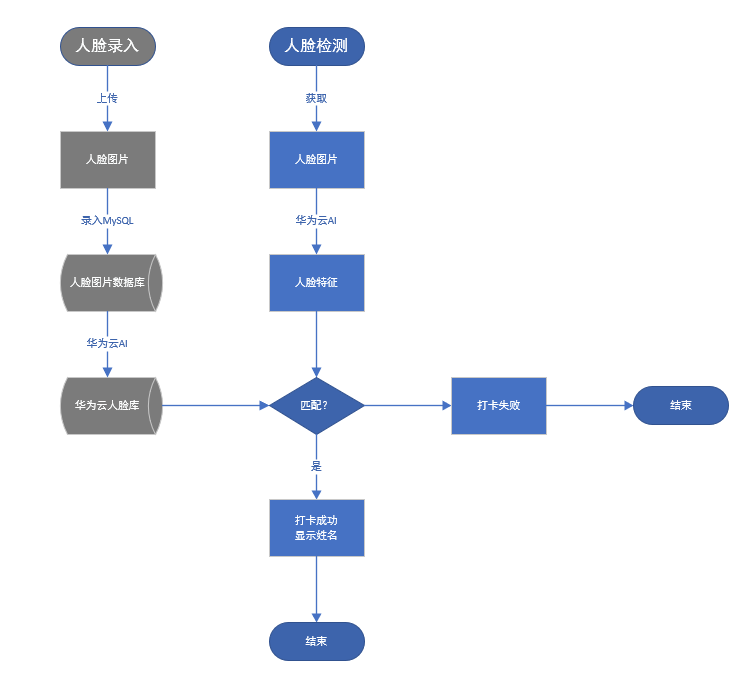 人脸录入
人脸检测
上传
获取
人脸图片
人脸图片
录入MySQL
华为云AI
人脸图片数据库
人脸特征
华为云AI
华为云人脸库
匹配?
打卡失败
结束
是
打卡成功
显示姓名
结束